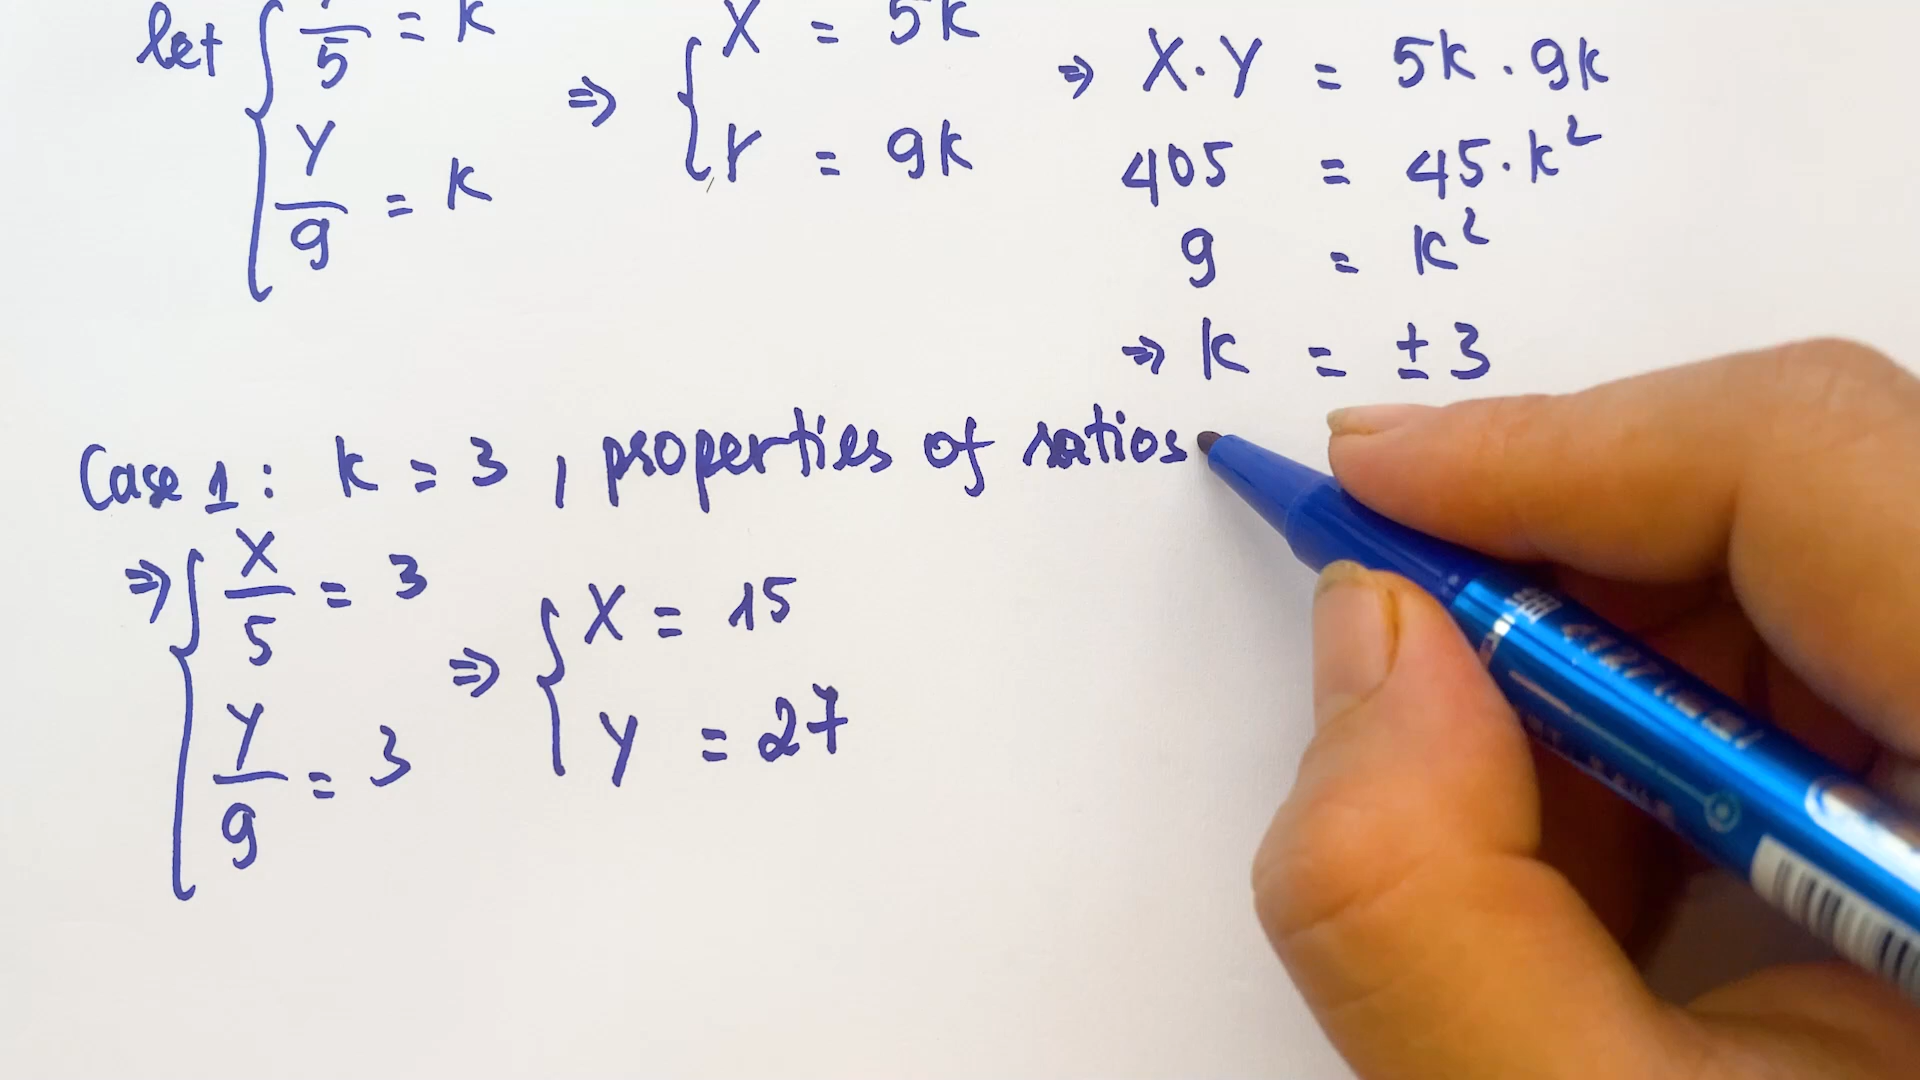 let { /5 = k
Y/9 = k
⇒ { X = 5k
Y = 9k
⇒ X.Y = 5k . 9k
405 = 45.k²
9 = k²
⇒ k = ±3
Case 1: k = 3, properties of ratios
⇒ { X/5 = 3
Y/9 = 3
⇒ { X = 15
Y = 27